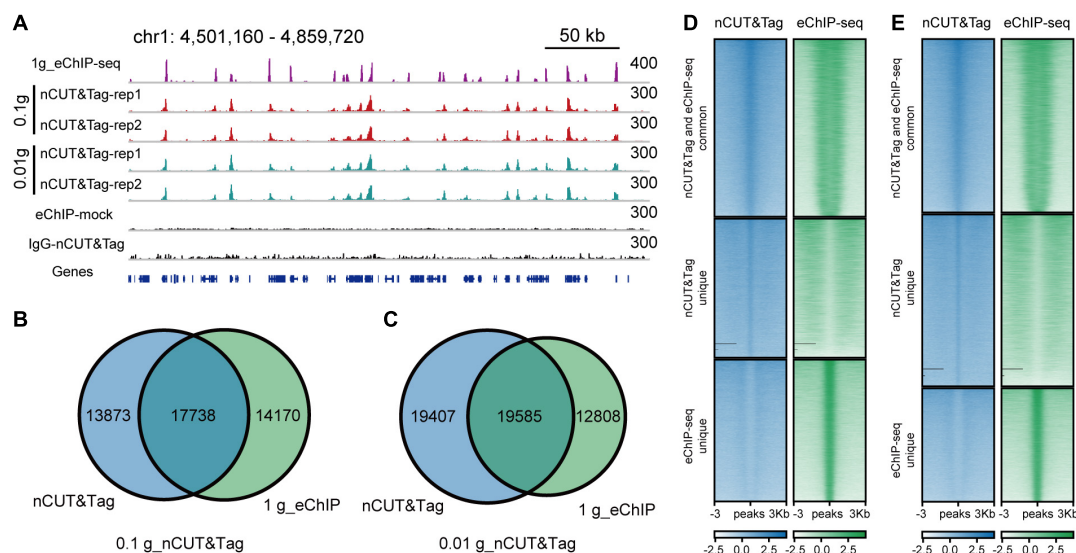 A
chr1: 4,501,160 - 4,859,720
50 kb
1g_eChIP-seq
400
0.1g
nCUT&Tag-rep1
300
nCUT&Tag-rep2
300
0.01g
nCUT&Tag-rep1
300
nCUT&Tag-rep2
300
eChIP-mock
300
IgG-nCUT&Tag
300
Genes
B
13873
17738
14170
nCUT&Tag
1 g_eChIP
0.1 g_nCUT&Tag
C
19407
19585
12808
nCUT&Tag
1 g_eChIP
0.01 g_nCUT&Tag
D
nCUT&Tag
eChIP-seq
nCUT&Tag and eChIP-seq
common
nCUT&Tag
unique
eChIP-seq
unique
-3 peaks 3Kb
-3 peaks 3Kb
-2.5 0.0 2.5
-2.5 0.0 2.5
E
nCUT&Tag
eChIP-seq
nCUT&Tag and eChIP-seq
common
nCUT&Tag
unique
eChIP-seq
unique
-3 peaks 3Kb
-3 peaks 3Kb
-2.5 0.0 2.5
-2.5 0.0 2.5